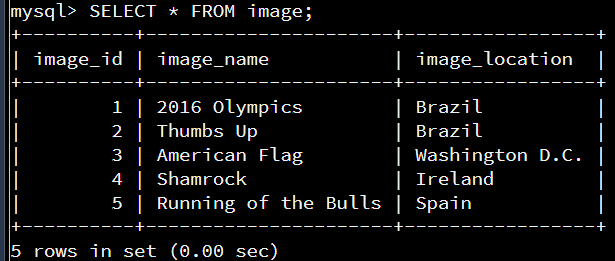 mysql> SELECT * FROM image;
+----------+----------------------+-----------------+
| image_id | image_name           | image_location  |
+----------+----------------------+-----------------+
|        1 | 2016 Olympics        | Brazil          |
|        2 | Thumbs Up            | Brazil          |
|        3 | American Flag        | Washington D.C. |
|        4 | Shamrock             | Ireland         |
|        5 | Running of the Bulls | Spain           |
+----------+----------------------+-----------------+
5 rows in set (0.00 sec)